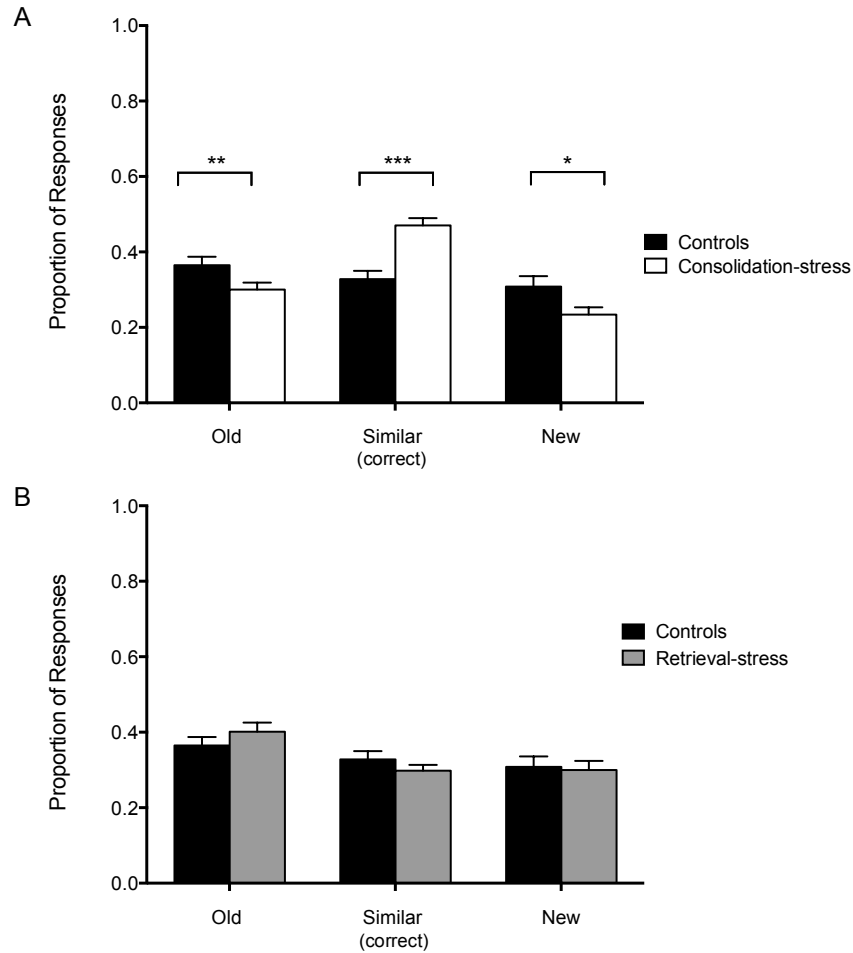 A
1.0
0.8
0.6
0.4
0.2
0.0
Proportion of Responses
**
***
*
Controls
Consolidation-stress
Old
Similar
(correct)
New
B
1.0
0.8
0.6
0.4
0.2
0.0
Proportion of Responses
Controls
Retrieval-stress
Old
Similar
(correct)
New